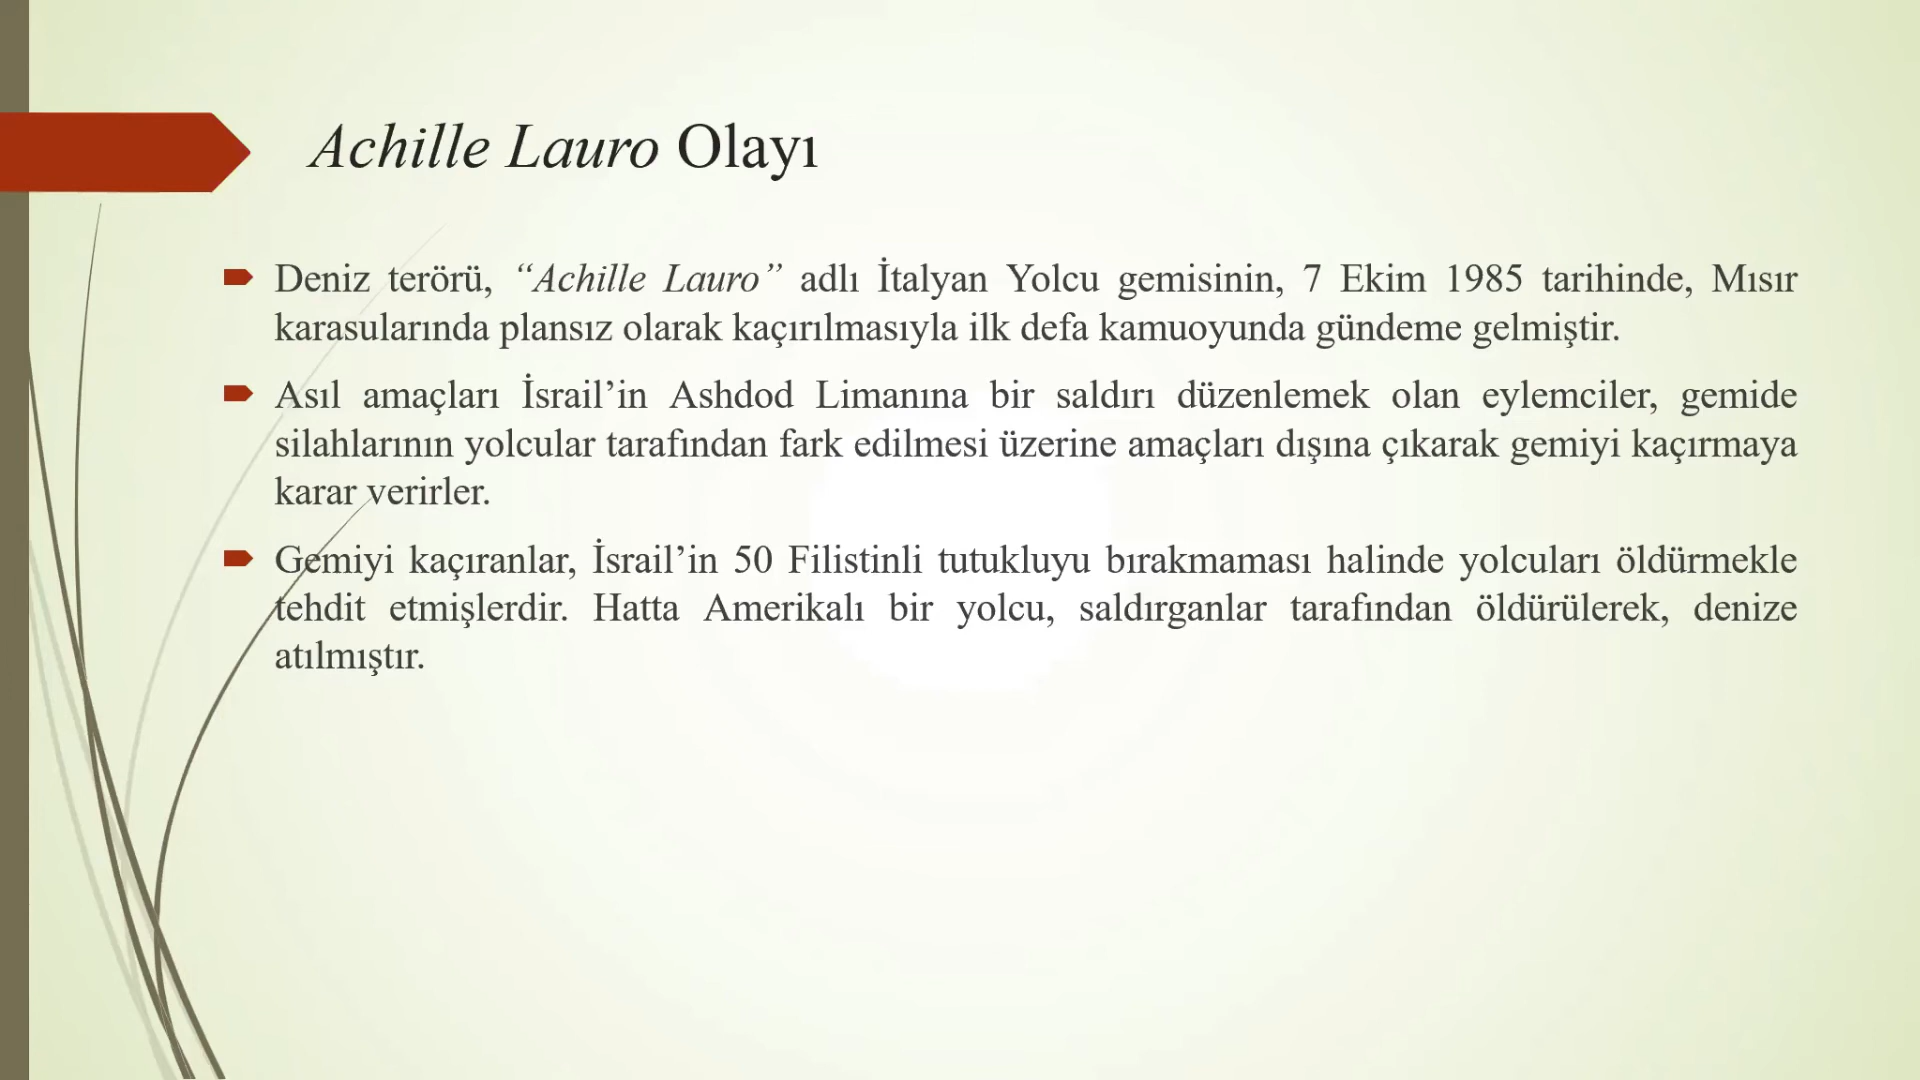 Achille Lauro Olayı
Deniz terörü, “Achille Lauro” adlı İtalyan Yolcu gemisinin, 7 Ekim 1985 tarihinde, Mısır
karasularında plansız olarak kaçırılmasıyla ilk defa kamuoyunda gündeme gelmiştir.
Asıl amaçları İsrail’in Ashdod Limanına bir saldırı düzenlemek olan eylemciler, gemide
silahlarının yolcular tarafından fark edilmesi üzerine amaçları dışına çıkarak gemiyi kaçırmaya
karar verirler.
Gemiyi kaçıranlar, İsrail’in 50 Filistinli tutukluyu bırakmaması halinde yolcuları öldürmekle
tehdit etmişlerdir. Hatta Amerikalı bir yolcu, saldırganlar tarafından öldürülerek, denize
atılmıştır.